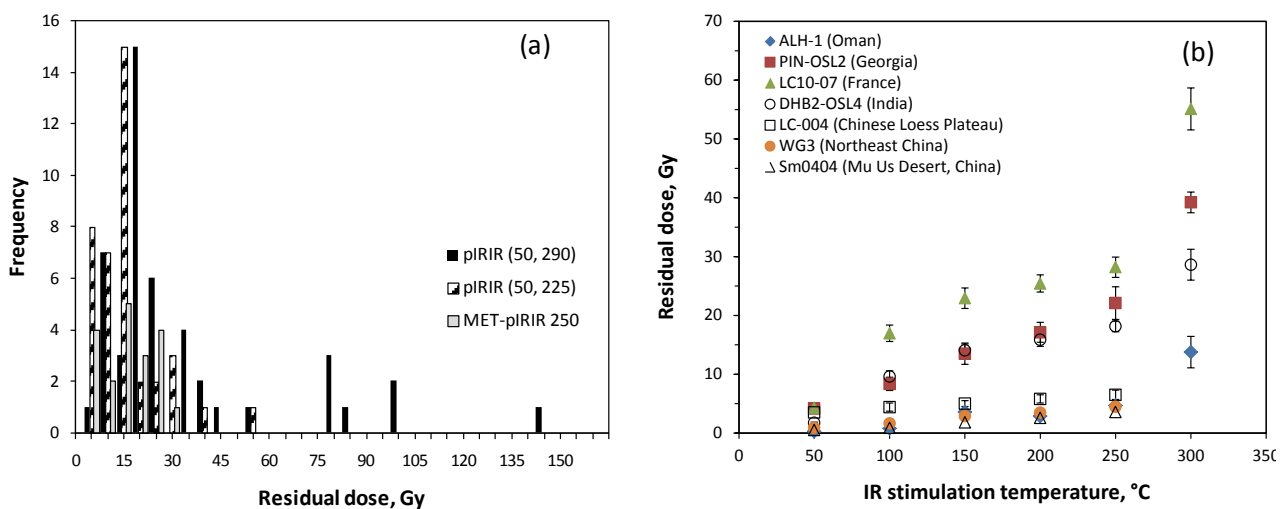 (a)
16
14
12
10
8
6
4
2
0
Frequency
pIRIR (50, 290)
pIRIR (50, 225)
MET-pIRIR 250
0 15 30 45 60 75 90 105 120 135 150
Residual dose, Gy
(b)
70
60
50
40
30
20
10
0
Residual dose, Gy
ALH-1 (Oman)
PIN-OSL2 (Georgia)
LC10-07 (France)
DHB2-OSL4 (India)
LC-004 (Chinese Loess Plateau)
WG3 (Northeast China)
Sm0404 (Mu Us Desert, China)
0 50 100 150 200 250 300 350
IR stimulation temperature, °C